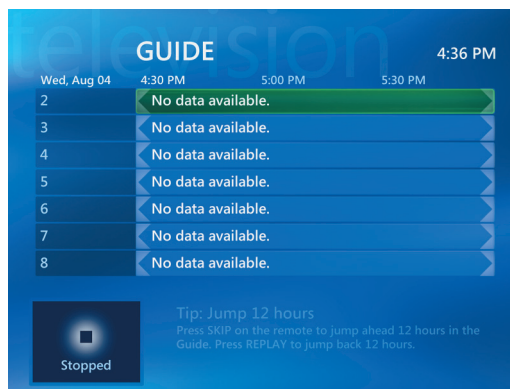 television
GUIDE 4:36 PM
Wed, Aug 04 4:30 PM 5:00 PM 5:30 PM
2 No data available.
3 No data available.
4 No data available.
5 No data available.
6 No data available.
7 No data available.
8 No data available.
Tip: Jump 12 hours
Press SKIP on the remote to jump ahead 12 hours in the
Guide. Press REPLAY to jump back 12 hours.
Stopped